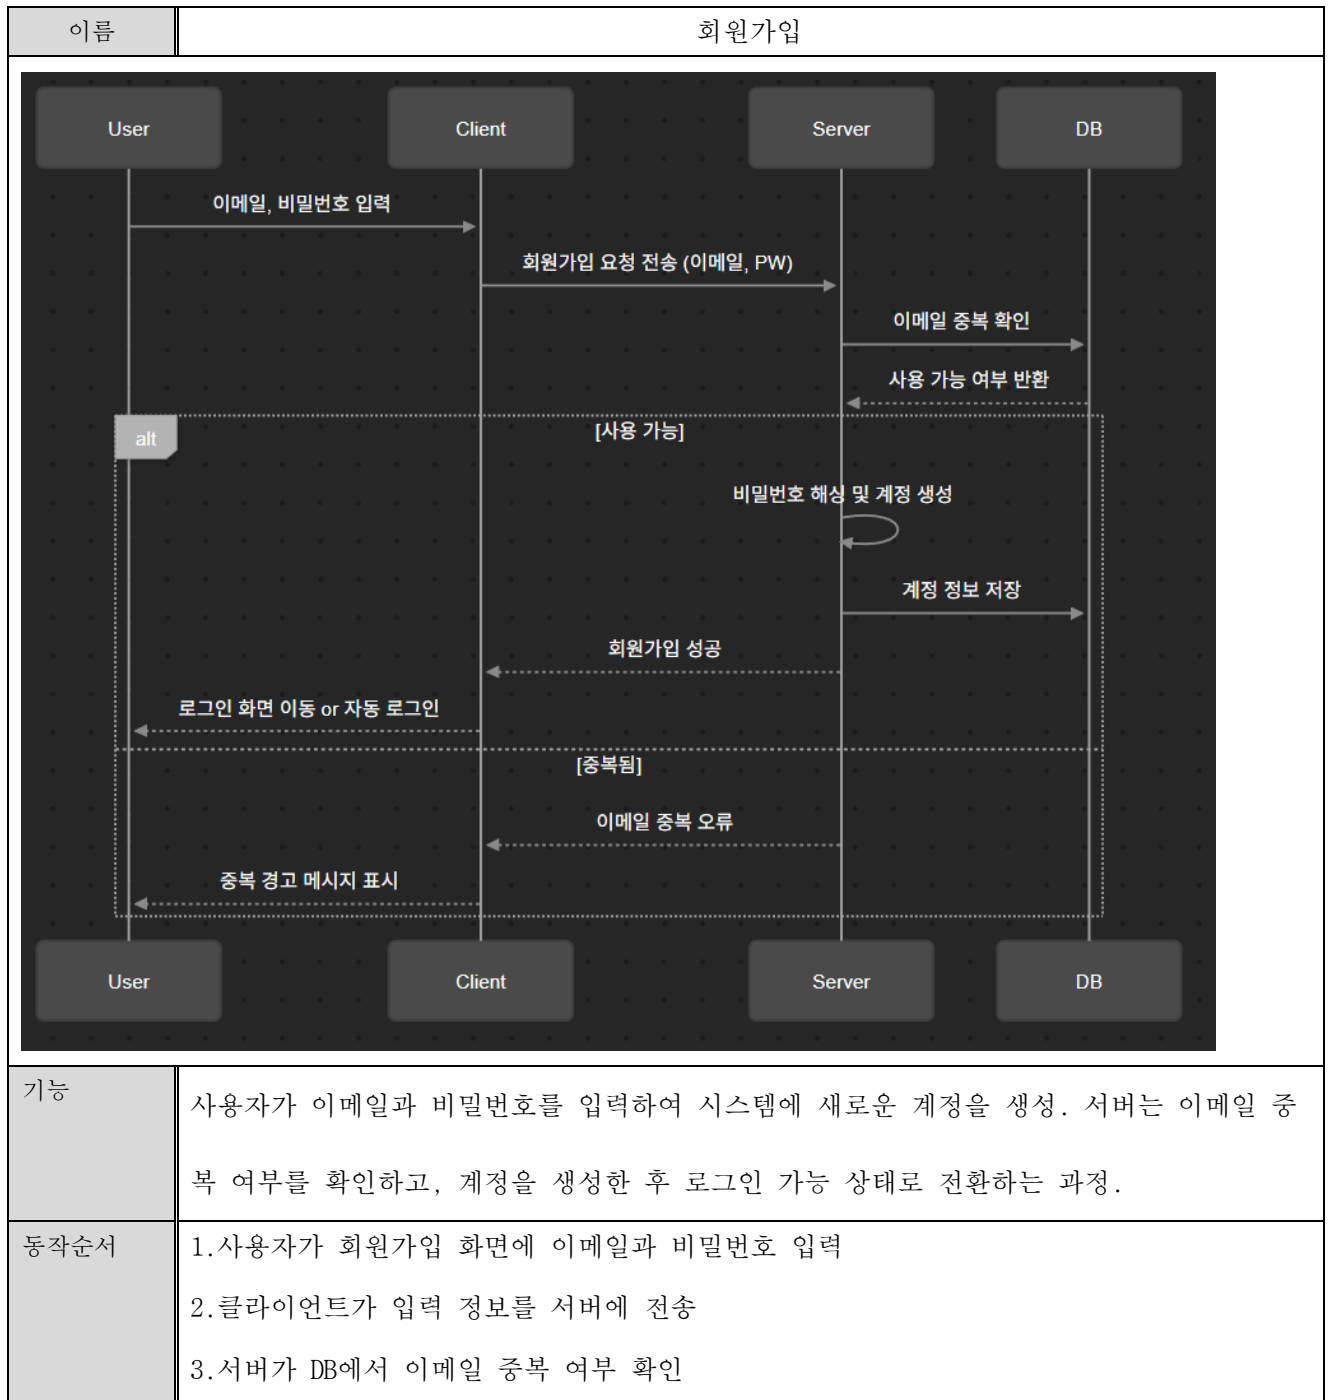 이름
회원가입
User
Client
Server
DB
이메일, 비밀번호 입력
회원가입 요청 전송 (이메일, PW)
이메일 중복 확인
사용 가능 여부 반환
alt
[사용 가능]
비밀번호 해싱 및 계정 생성
계정 정보 저장
회원가입 성공
로그인 화면 이동 or 자동 로그인
[중복됨]
이메일 중복 오류
중복 경고 메시지 표시
User
Client
Server
DB
기능
사용자가 이메일과 비밀번호를 입력하여 시스템에 새로운 계정을 생성. 서버는 이메일 중
복 여부를 확인하고, 계정을 생성한 후 로그인 가능 상태로 전환하는 과정.
동작순서
1.사용자가 회원가입 화면에 이메일과 비밀번호 입력
2.클라이언트가 입력 정보를 서버에 전송
3.서버가 DB에서 이메일 중복 여부 확인